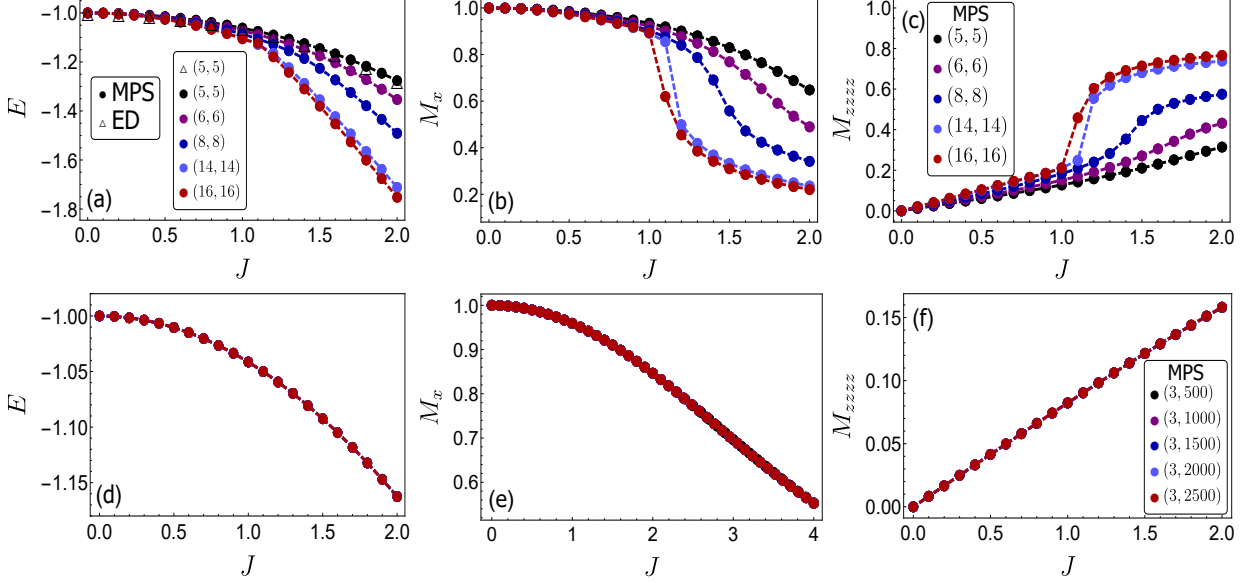 (a)
E
−1.0
−1.2
−1.4
−1.6
−1.8
0.0 0.5 1.0 1.5 2.0
J
MPS
ED
(5, 5)
(5, 5)
(6, 6)
(8, 8)
(14, 14)
(16, 16)
(b)
M_x
1.0
0.8
0.6
0.4
0.2
0.0 0.5 1.0 1.5 2.0
J
(c)
M_zzzz
1.0
0.8
0.6
0.4
0.2
0.0
0.0 0.5 1.0 1.5 2.0
J
MPS
(5, 5)
(6, 6)
(8, 8)
(14, 14)
(16, 16)
(d)
E
−1.00
−1.05
−1.10
−1.15
0.0 0.5 1.0 1.5 2.0
J
(e)
M_x
1.0
0.9
0.8
0.7
0.6
0 1 2 3 4
J
(f)
M_zzzz
0.15
0.10
0.05
0.00
0.0 0.5 1.0 1.5 2.0
J
MPS
(3, 500)
(3, 1000)
(3, 1500)
(3, 2000)
(3, 2500)